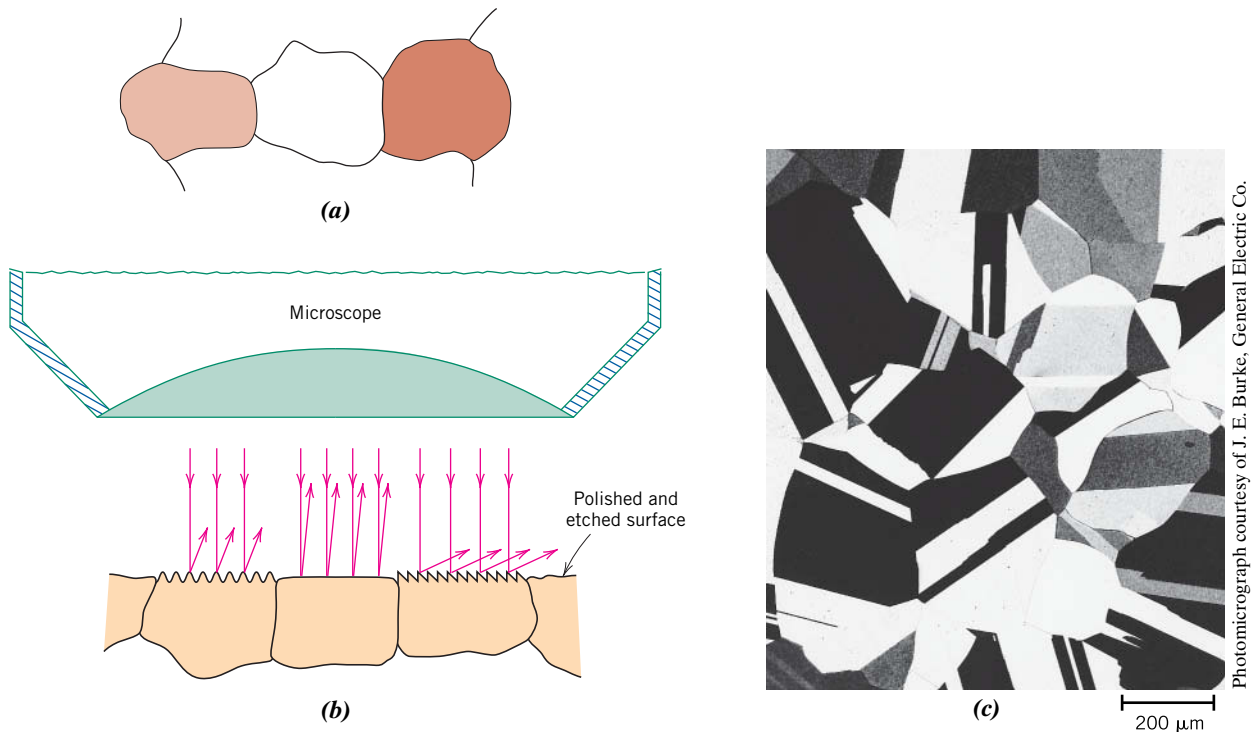 (a)
Microscope
Polished and
etched surface
(b)
(c)
200 μm
Photomicrograph courtesy of J. E. Burke, General Electric Co.